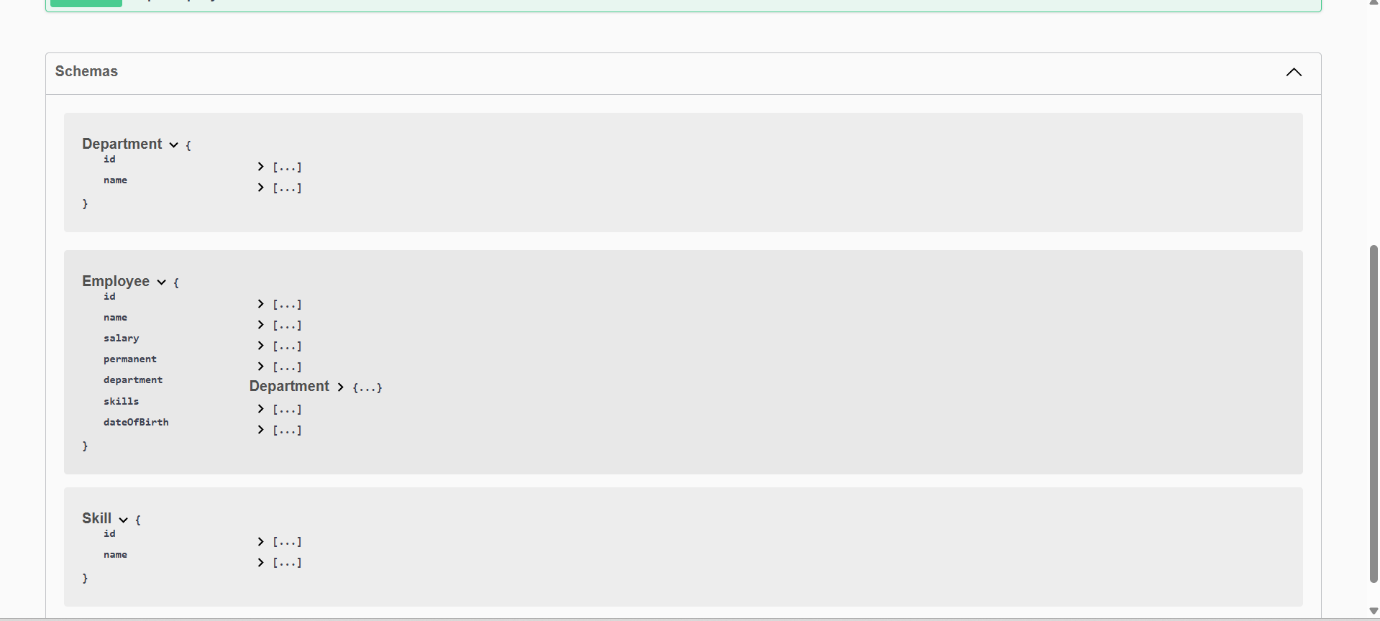 Schemas
Department {
id [...]
name [...]
}
Employee {
id [...]
name [...]
salary [...]
permanent [...]
department Department {...}
skills [...]
dateOfBirth [...]
}
Skill {
id [...]
name [...]
}